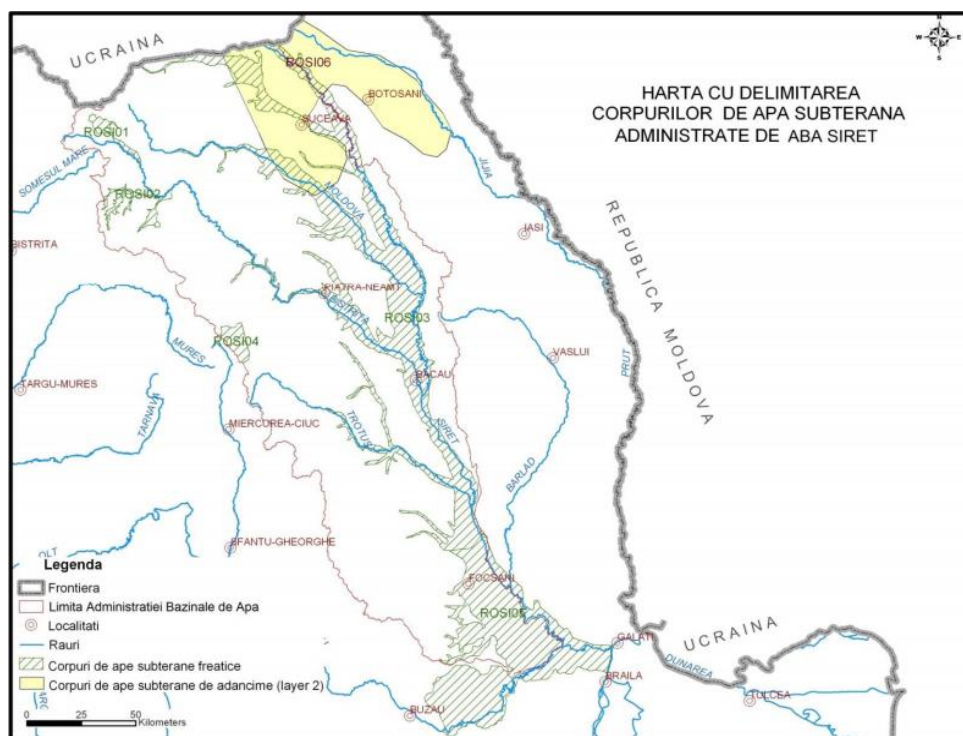 N
W E
S
UCRAINA
HARTA CU DELIMITAREA
CORPURILOR DE APA SUBTERANA
ADMINISTRATE DE ABA SIRET
ROSI06
BOTOSANI
SUCEAVA
ROSI01
SOMESUL MARE
ROSI02
JIJIA
MOLDOVA
REPUBLICA MOLDOVA
IASI
BISTRITA
PIATRA-NEAMT
BISTRITA
ROSI03
ROSI04
MURES
VASLUI
PRUT
TARGU-MURES
BACAU
TARNAVA
MIERCUREA-CIUC
TROTUS
SIRET
BARLAD
OLT
SFANTU-GHEORGHE
Legenda
Frontiera
Limita Administratiei Bazinale de Apa
Localitati
Rauri
Corpuri de ape subterane freatice
Corpuri de ape subterane de adancime (layer 2)
FOCSANI
ROSI05
GALATI
UCRAINA
DUNAREA
BRAILA
TULCEA
BUZAU
0 25 50
Kilometers